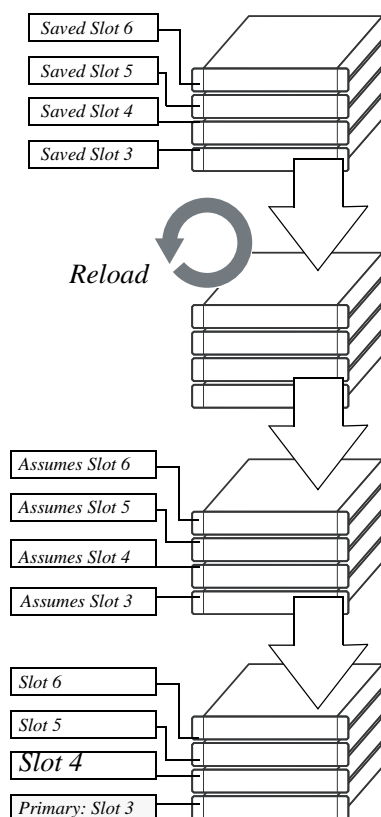 Saved Slot 6
Saved Slot 5
Saved Slot 4
Saved Slot 3
Reload
Assumes Slot 6
Assumes Slot 5
Assumes Slot 4
Assumes Slot 3
Slot 6
Slot 5
Slot 4
Primary: Slot 3